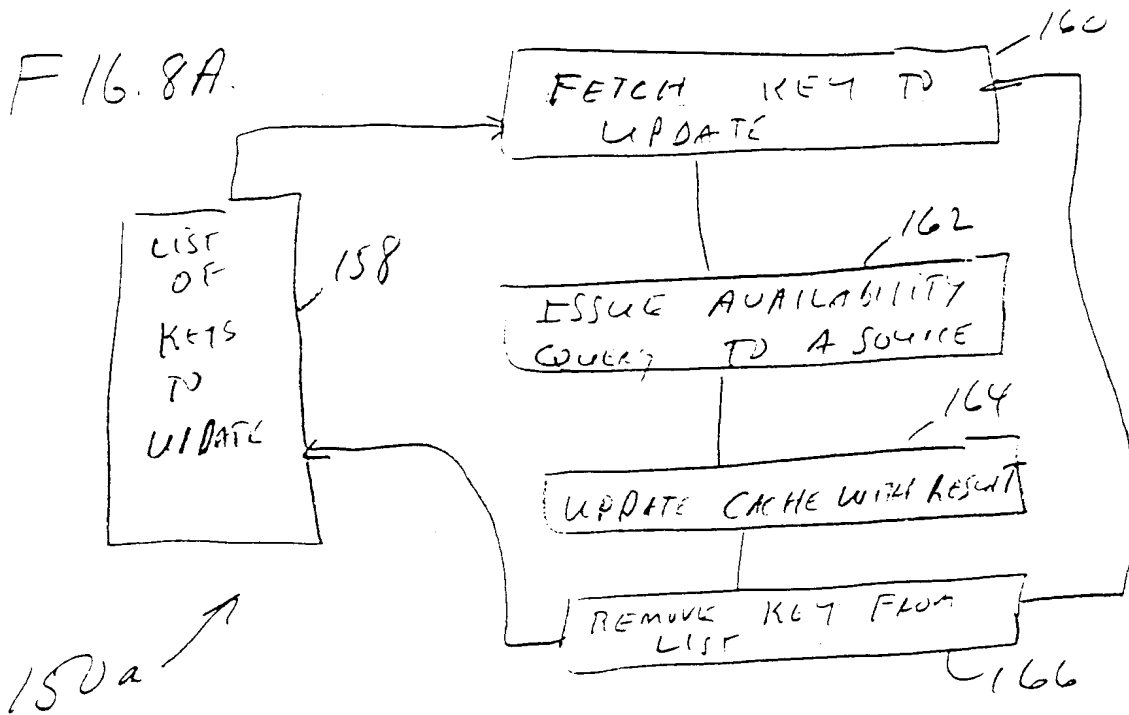 FIG. 8A.
160
FETCH KEY TO
UPDATE
162
LIST
OF
KEYS
TO
UPDATE
158
ISSUE AVAILABILITY
QUERY TO A SOURCE
164
UPDATE CACHE WITH RESULT
REMOVE KEY FROM
LIST
166
150a